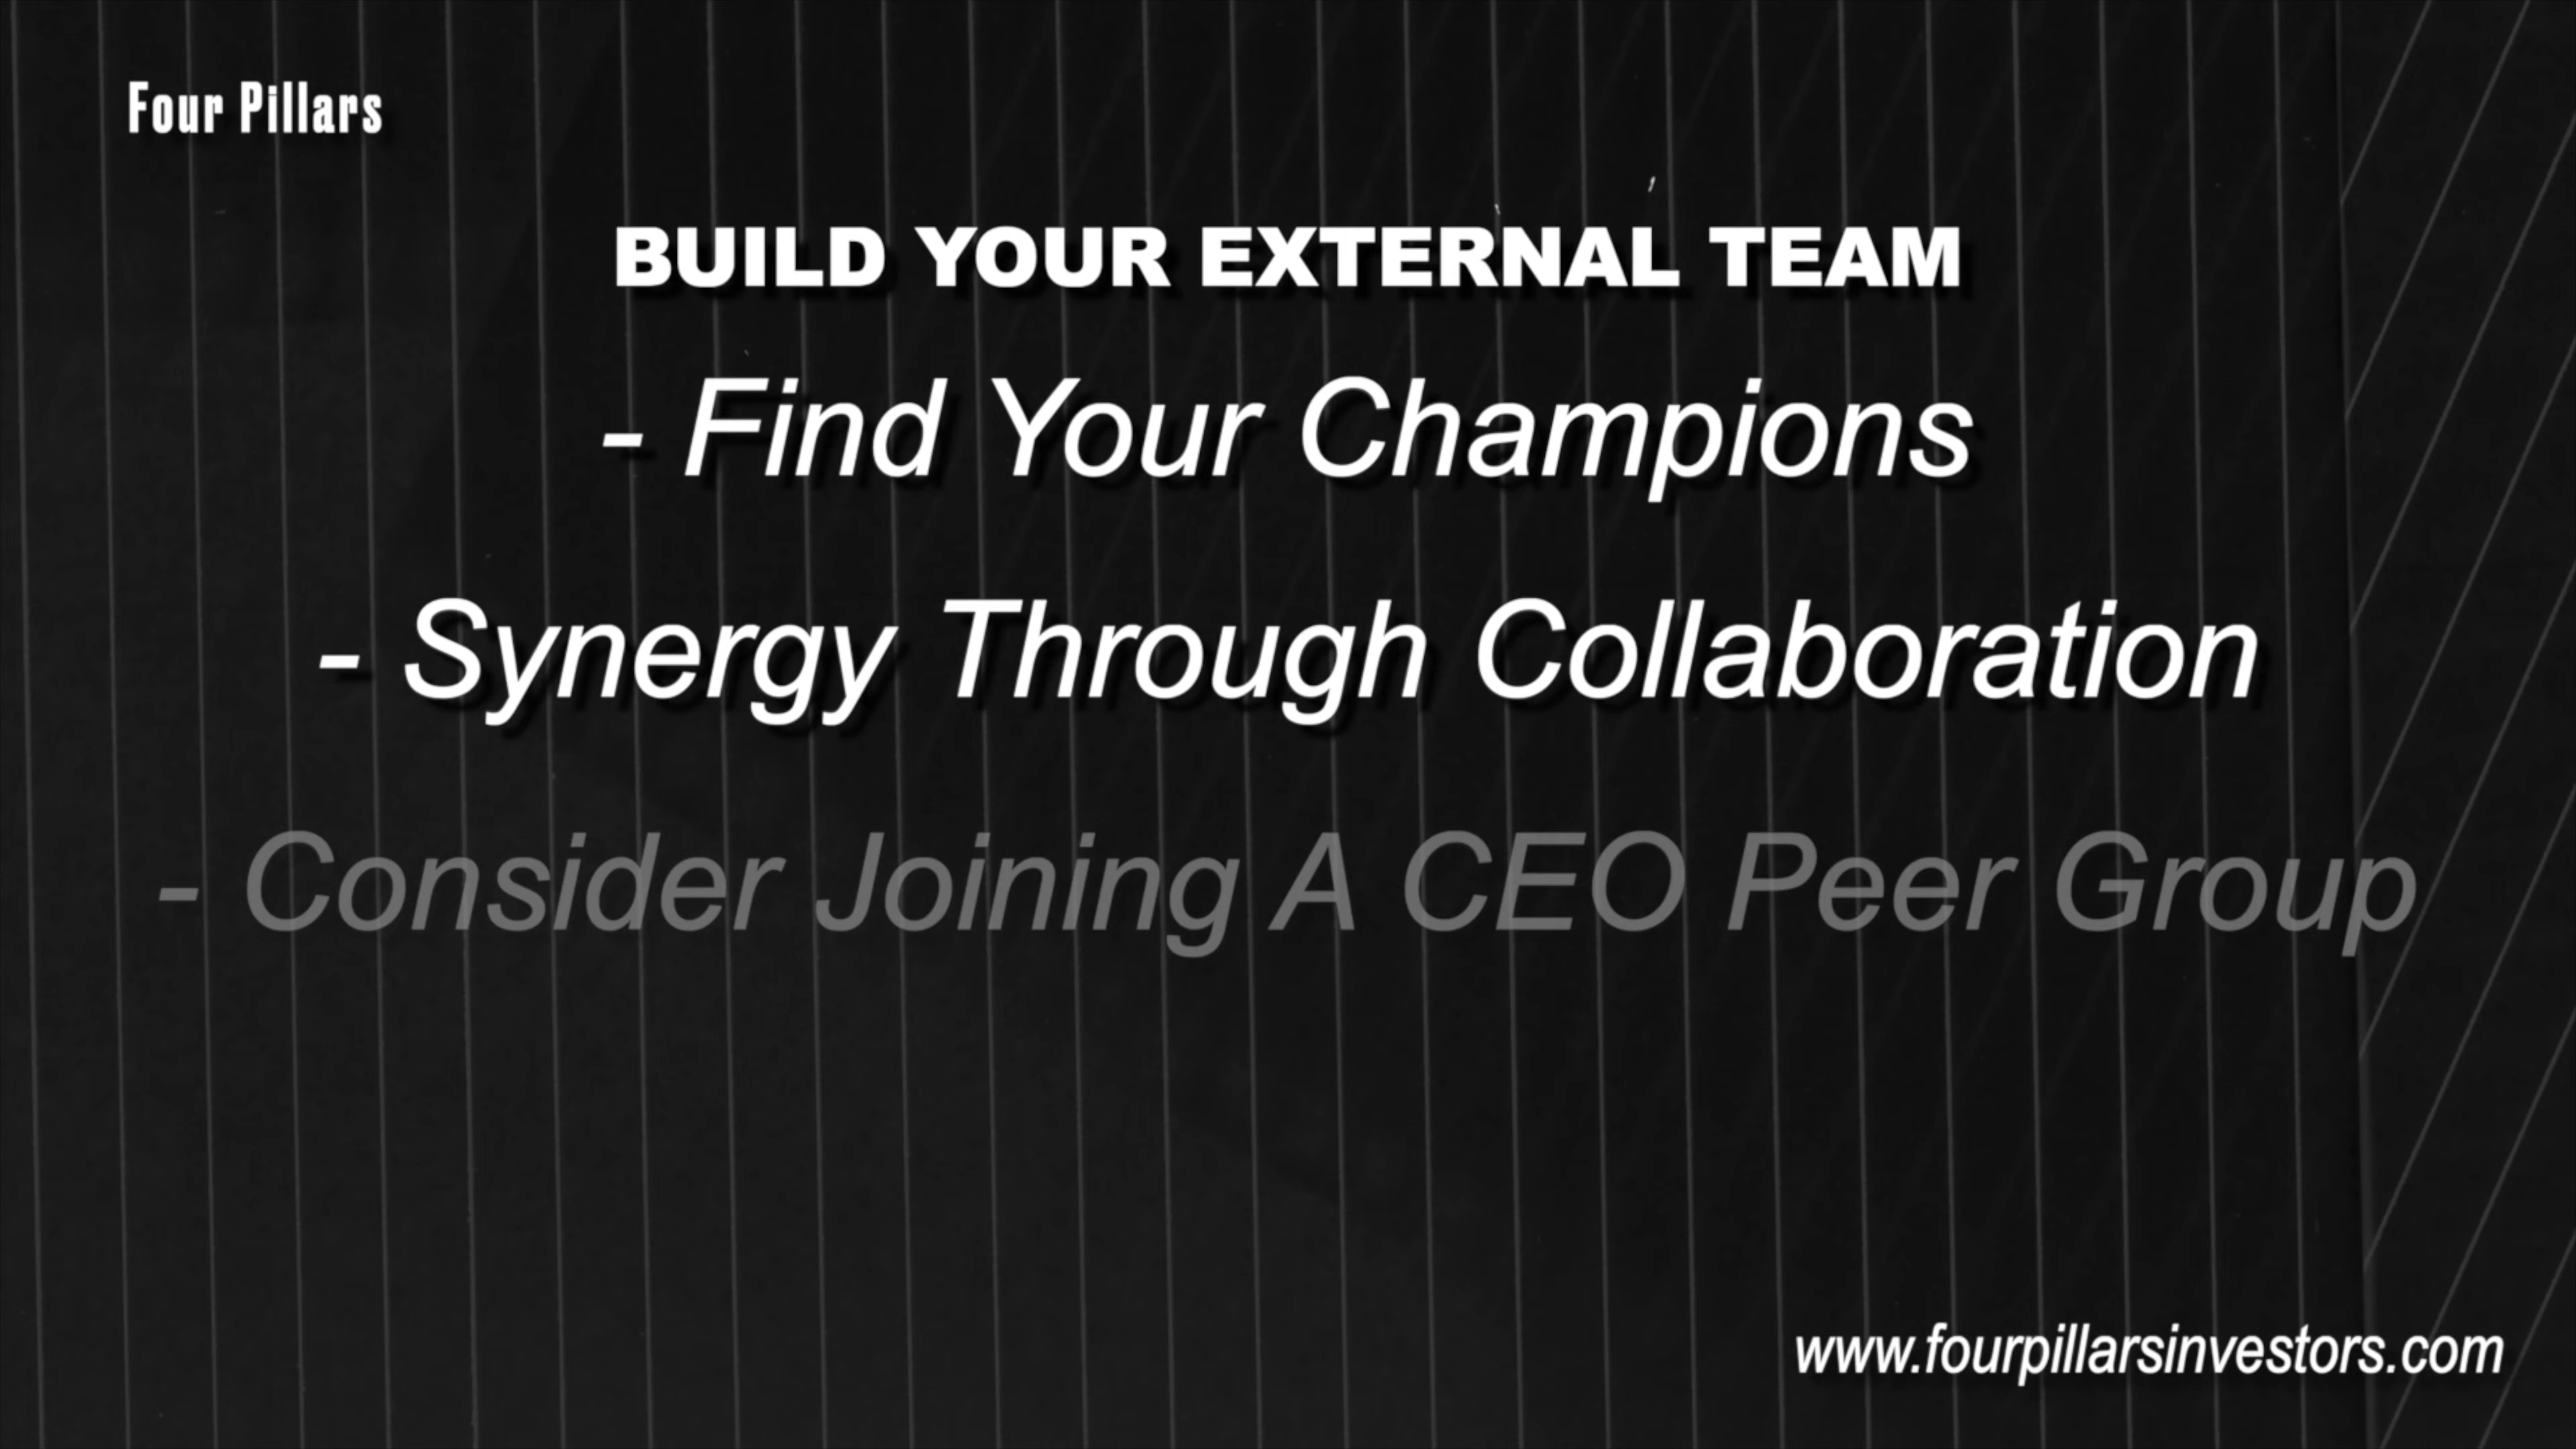 Four Pillars
BUILD YOUR EXTERNAL TEAM
- Find Your Champions
- Synergy Through Collaboration
- Consider Joining A CEO Peer Group
www.fourpillarsinvestors.com